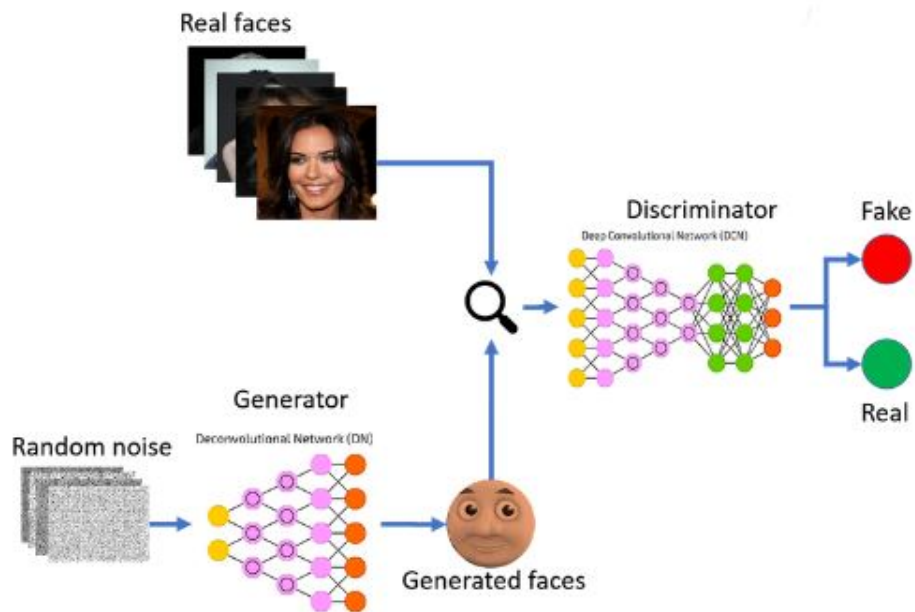 Real faces
Discriminator
Deep Convolutional Network (DCN)
Fake
Real
Generator
Deconvolutional Network (DN)
Random noise
Generated faces